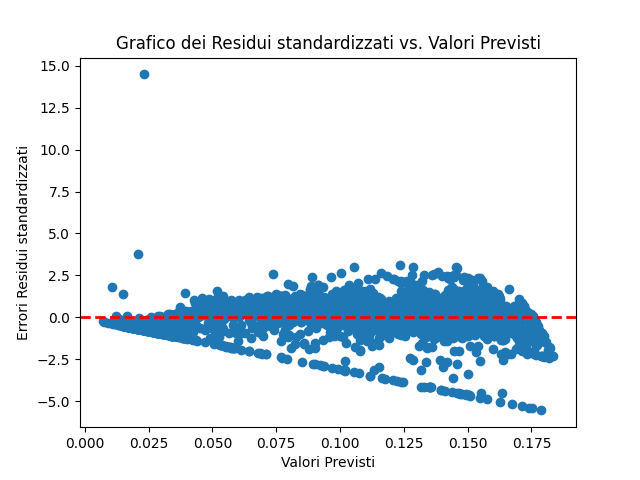 Grafico dei Residui standardizzati vs. Valori Previsti
15.0
12.5
10.0
7.5
5.0
2.5
0.0
−2.5
−5.0
Errori Residui standardizzati
0.000 0.025 0.050 0.075 0.100 0.125 0.150 0.175
Valori Previsti